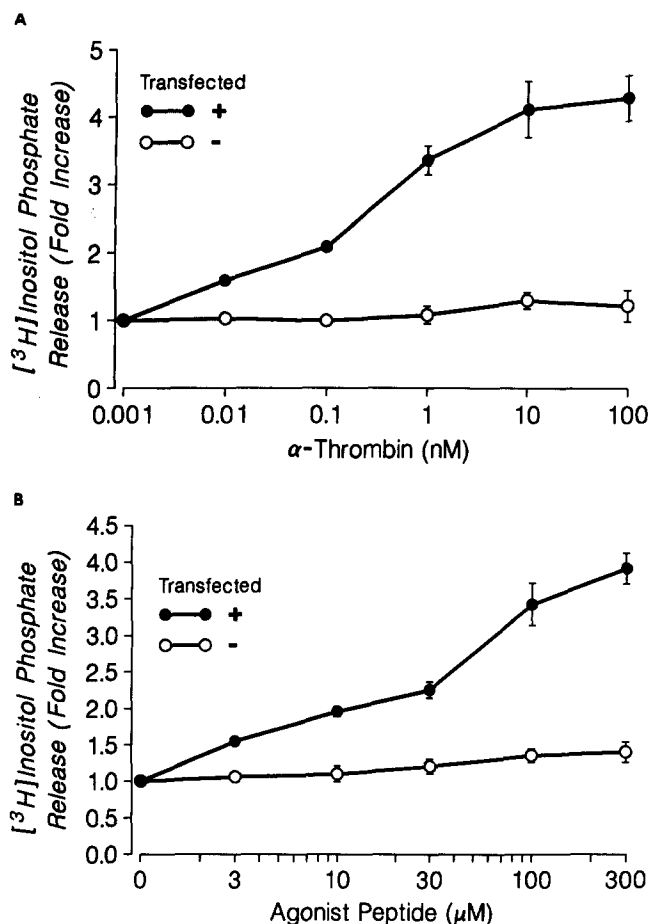 A
[³H]Inositol Phosphate
Release (Fold Increase)
5
4
3
2
1
0
Transfected
+
-
0.001 0.01 0.1 1 10 100
α-Thrombin (nM)
B
[³H]Inositol Phosphate
Release (Fold Increase)
4.5
4.0
3.5
3.0
2.5
2.0
1.5
1.0
0.5
0.0
Transfected
+
-
0 3 10 30 100 300
Agonist Peptide (μM)